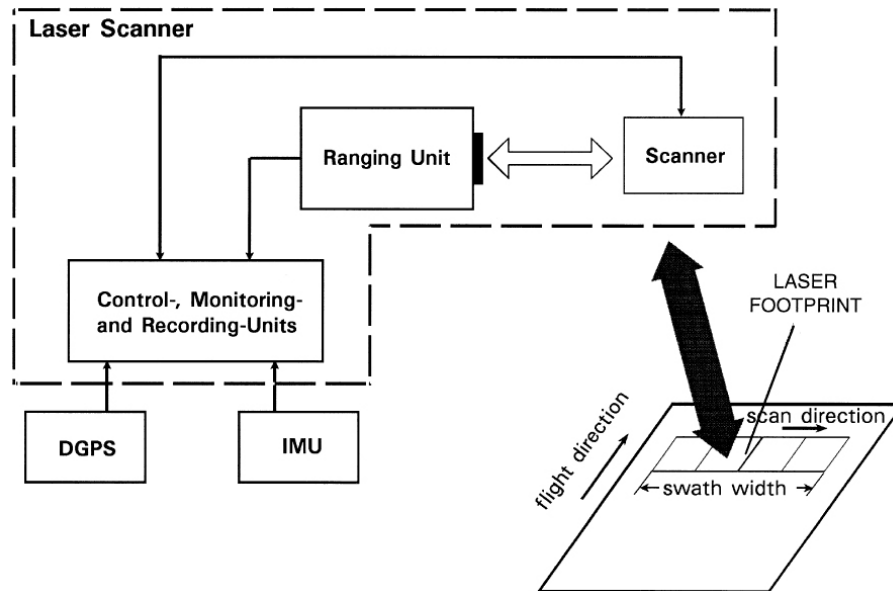 Laser Scanner
Ranging Unit
Scanner
Control-, Monitoring-
and Recording-Units
DGPS
IMU
LASER
FOOTPRINT
flight direction
scan direction
swath width